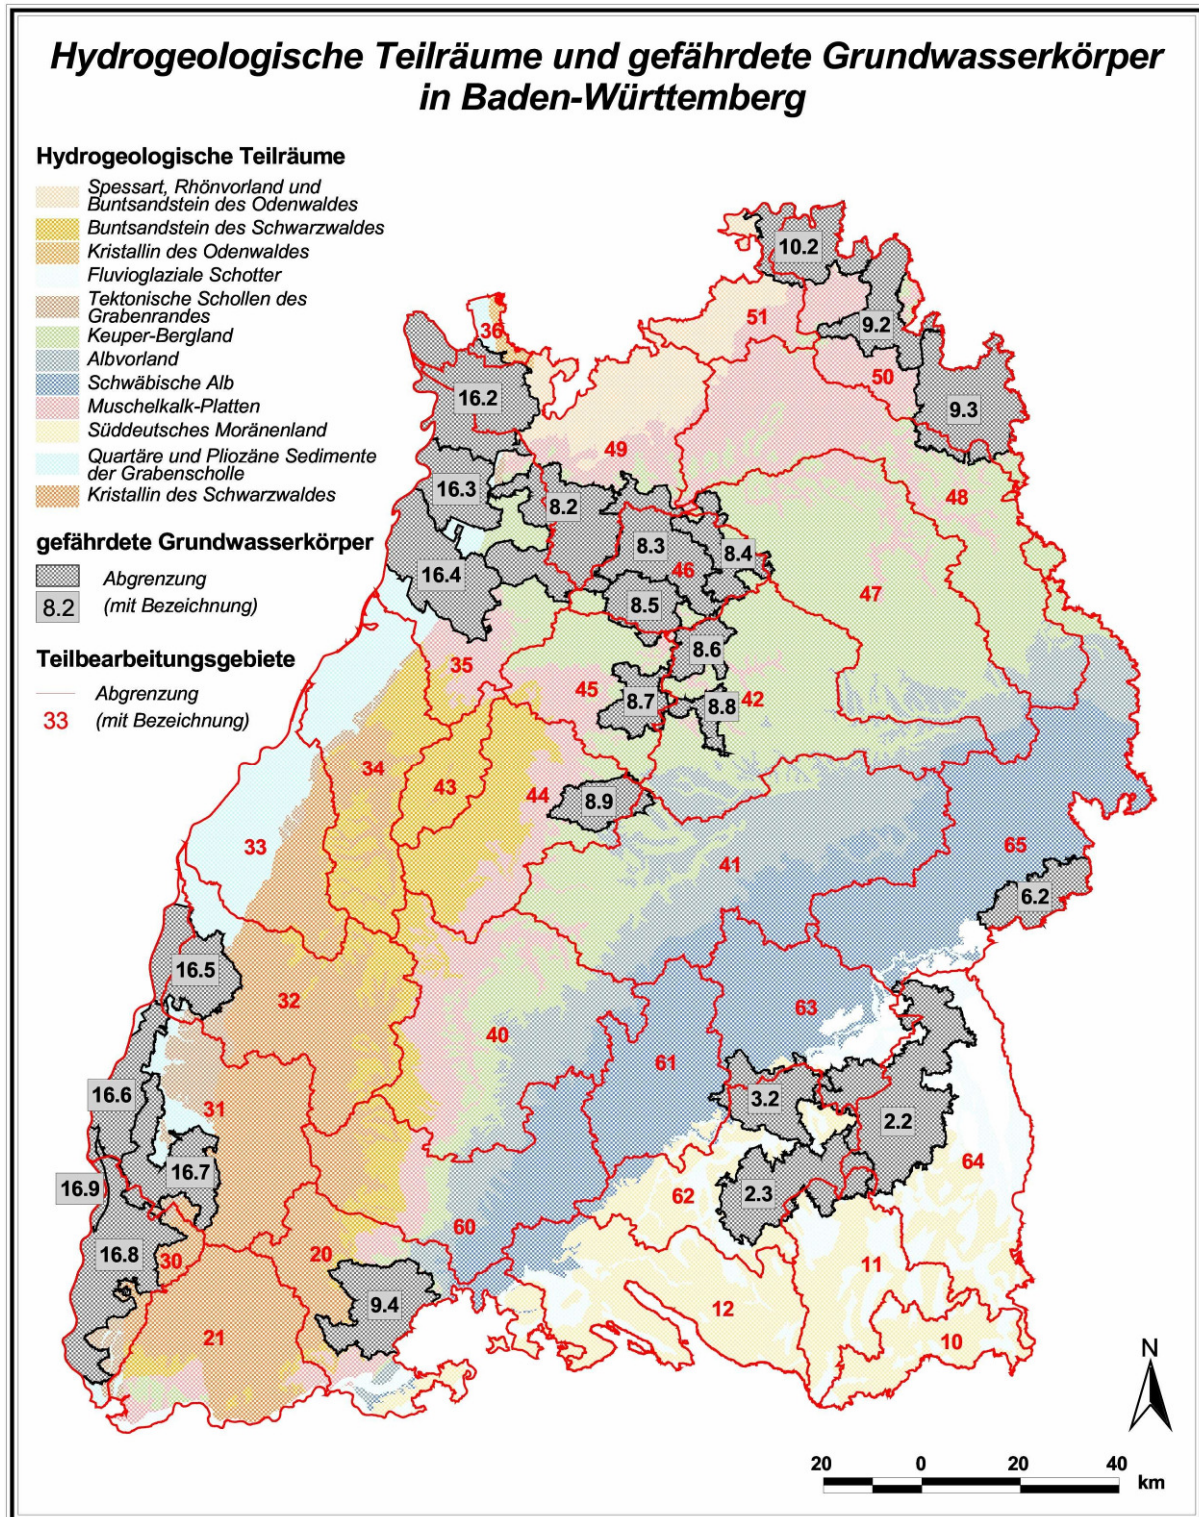 Hydrogeologische Teilräume und gefährdete Grundwasserkörper
in Baden-Württemberg
Hydrogeologische Teilräume
Spessart, Rhönvorland und
Buntsandstein des Odenwaldes
Buntsandstein des Schwarzwaldes
Kristallin des Odenwaldes
Fluvioglaziale Schotter
Tektonische Schollen des
Grabenrandes
Keuper-Bergland
Albvorland
Schwäbische Alb
Muschelkalk-Platten
Süddeutsches Moränenland
Quartäre und Pliozäne Sedimente
der Grabenscholle
Kristallin des Schwarzwaldes
gefährdete Grundwasserkörper
Abgrenzung
8.2 (mit Bezeichnung)
Teilbearbeitungsgebiete
Abgrenzung
33 (mit Bezeichnung)
10.2
51
9.2
36
50
16.2
9.3
49
48
16.3
8.2
8.3
8.4
46
16.4
47
8.5
8.6
35
45
8.7
8.8
42
34
43
44
8.9
33
41
65
6.2
16.5
32
63
40
61
16.6
31
3.2
2.2
64
16.7
16.9
62
2.3
60
16.8
30
20
11
9.4
12
21
10
N
20
0
20
40
km